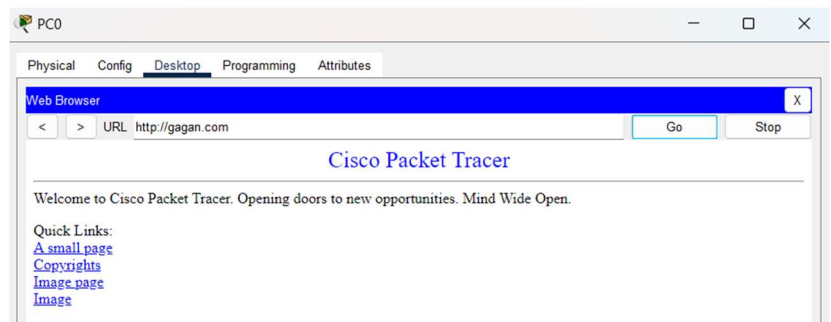 PC0
Physical Config Desktop Programming Attributes
Web Browser X
< > URL http://gagan.com Go Stop
Cisco Packet Tracer
Welcome to Cisco Packet Tracer. Opening doors to new opportunities. Mind Wide Open.
Quick Links:
A small page
Copyrights
Image page
Image